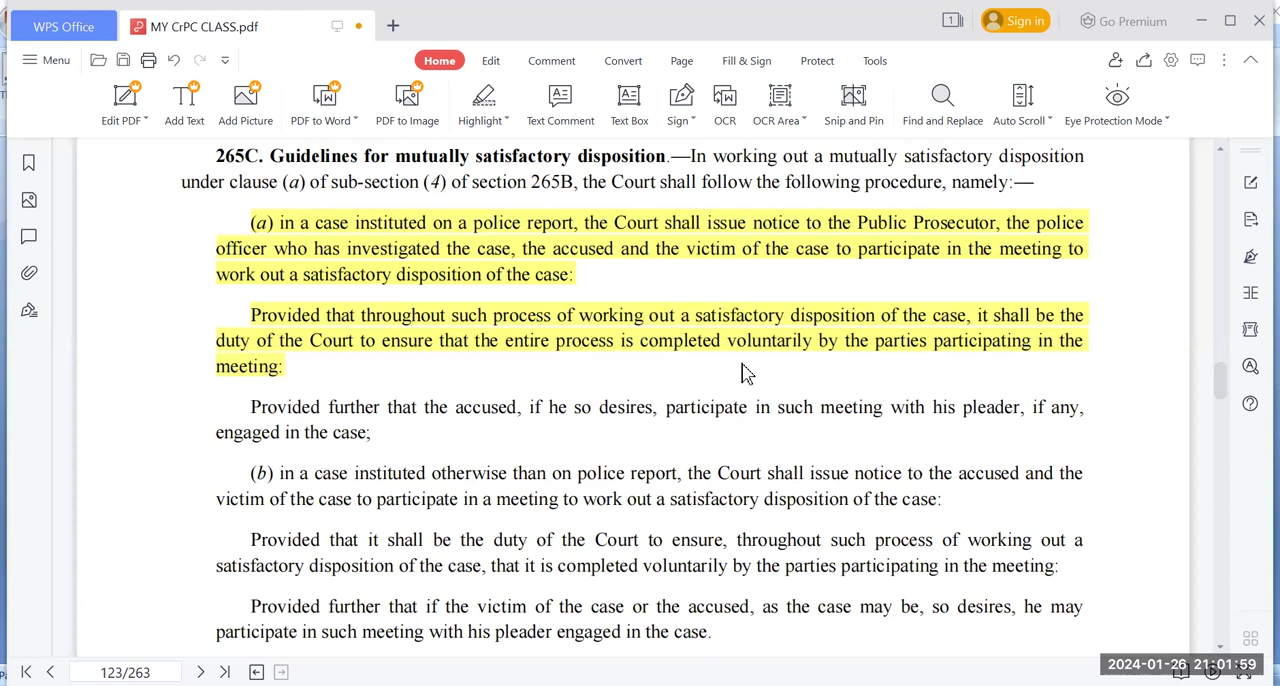 WPS Office
MY CrPC CLASS.pdf
1
Sign in
Go Premium
Menu
Home
Edit
Comment
Convert
Page
Fill & Sign
Protect
Tools
Edit PDF
Add Text
Add Picture
PDF to Word
PDF to Image
Highlight
Text Comment
Text Box
Sign
OCR
OCR Area
Snip and Pin
Find and Replace
Auto Scroll
Eye Protection Mode
265C. Guidelines for mutually satisfactory disposition.—In working out a mutually satisfactory disposition
under clause (a) of sub-section (4) of section 265B, the Court shall follow the following procedure, namely:—
(a) in a case instituted on a police report, the Court shall issue notice to the Public Prosecutor, the police
officer who has investigated the case, the accused and the victim of the case to participate in the meeting to
work out a satisfactory disposition of the case:
Provided that throughout such process of working out a satisfactory disposition of the case, it shall be the
duty of the Court to ensure that the entire process is completed voluntarily by the parties participating in the
meeting:
Provided further that the accused, if he so desires, participate in such meeting with his pleader, if any,
engaged in the case;
(b) in a case instituted otherwise than on police report, the Court shall issue notice to the accused and the
victim of the case to participate in a meeting to work out a satisfactory disposition of the case:
Provided that it shall be the duty of the Court to ensure, throughout such process of working out a
satisfactory disposition of the case, that it is completed voluntarily by the parties participating in the meeting:
Provided further that if the victim of the case or the accused, as the case may be, so desires, he may
participate in such meeting with his pleader engaged in the case.
123/263
2024-01-26 21:01:59